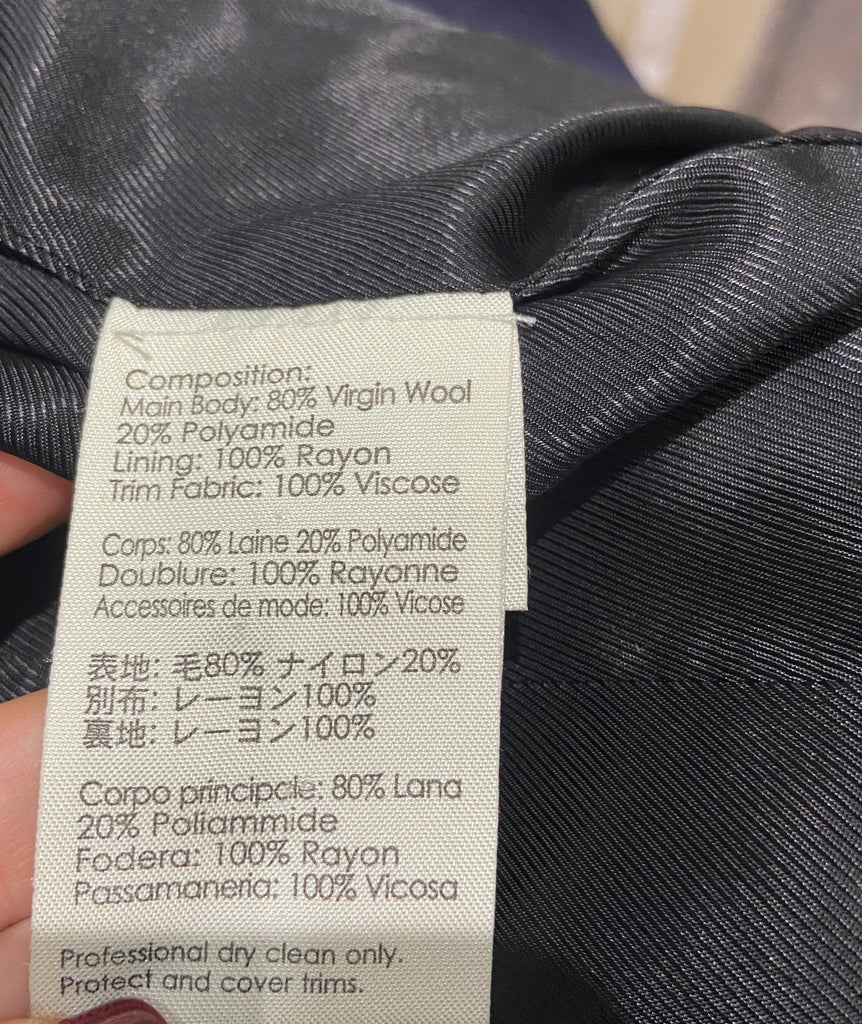 Composition:
Main Body: 80% Virgin Wool
20% Polyamide
Lining: 100% Rayon
Trim Fabric: 100% Viscose
Corps: 80% Laine 20% Polyamide
Doublure: 100% Rayonne
Accessoires de mode: 100% Vicose
表地: 毛80% ナイロン20%
別布: レーヨン100%
裏地: レーヨン100%
Corpo principcle: 80% Lana
20% Poliammide
Fodera: 100% Rayon
Passamaneria: 100% Vicosa
Professional dry clean only.
Protect and cover trims.